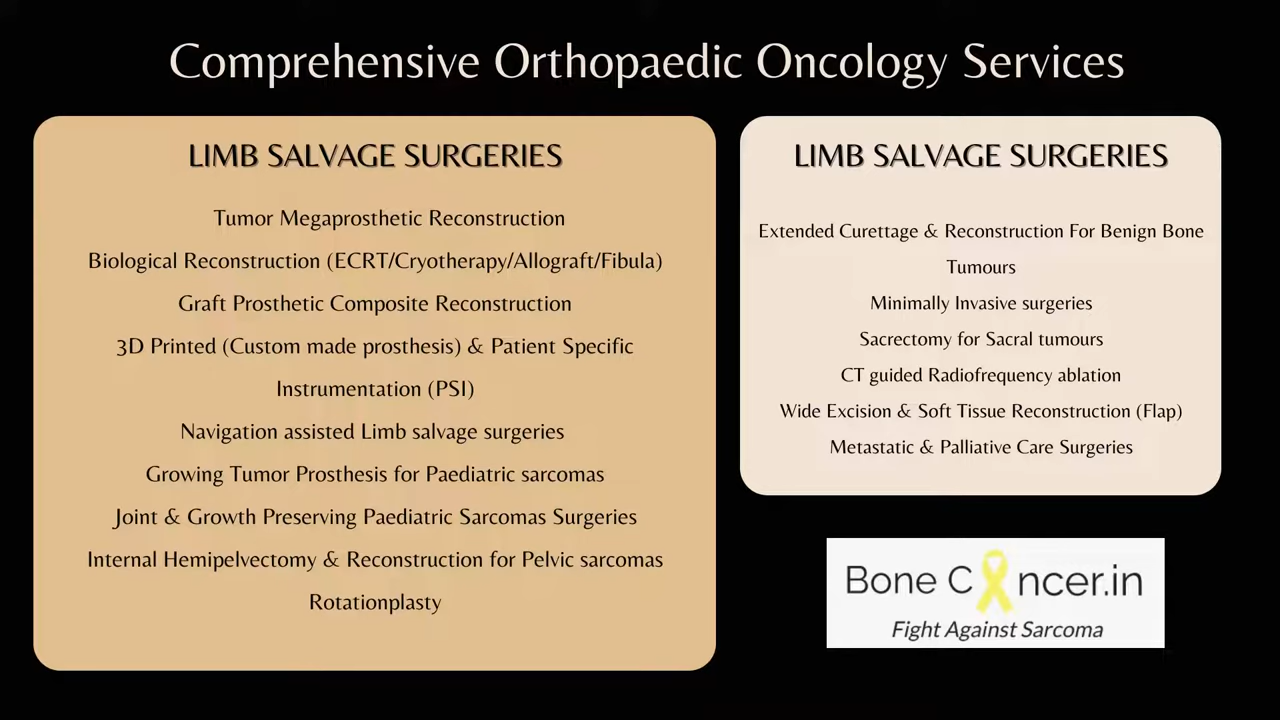 Comprehensive Orthopaedic Oncology Services
LIMB SALVAGE SURGERIES
Tumor Megaprosthetic Reconstruction
Biological Reconstruction (ECRT/Cryotherapy/Allograft/Fibula)
Graft Prosthetic Composite Reconstruction
3D Printed (Custom made prosthesis) & Patient Specific
Instrumentation (PSI)
Navigation assisted Limb salvage surgeries
Growing Tumor Prosthesis for Paediatric sarcomas
Joint & Growth Preserving Paediatric Sarcomas Surgeries
Internal Hemipelvectomy & Reconstruction for Pelvic sarcomas
Rotationplasty
LIMB SALVAGE SURGERIES
Extended Curettage & Reconstruction For Benign Bone
Tumours
Minimally Invasive surgeries
Sacrectomy for Sacral tumours
CT guided Radiofrequency ablation
Wide Excision & Soft Tissue Reconstruction (Flap)
Metastatic & Palliative Care Surgeries
Bone Cancer.in
Fight Against Sarcoma